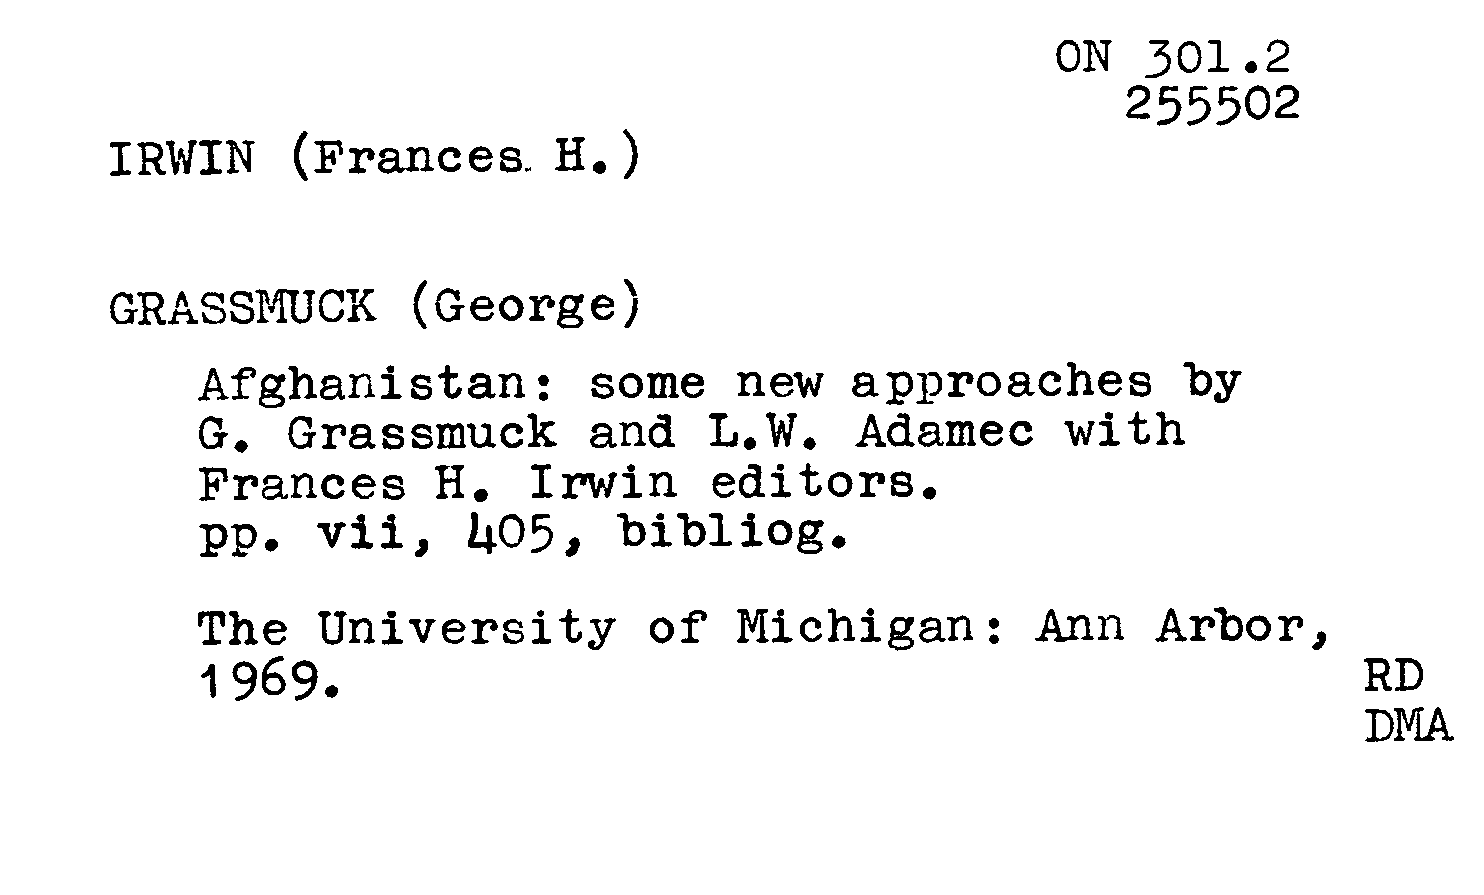 ON 301.2
255502
IRWIN (Frances. H.)
GRASSMUCK (George)
Afghanistan: some new approaches by
G. Grassmuck and L.W. Adamec with
Frances H. Irwin editors.
pp. vii, 405, bibliog.
The University of Michigan: Ann Arbor,
1969.
RD
DMA